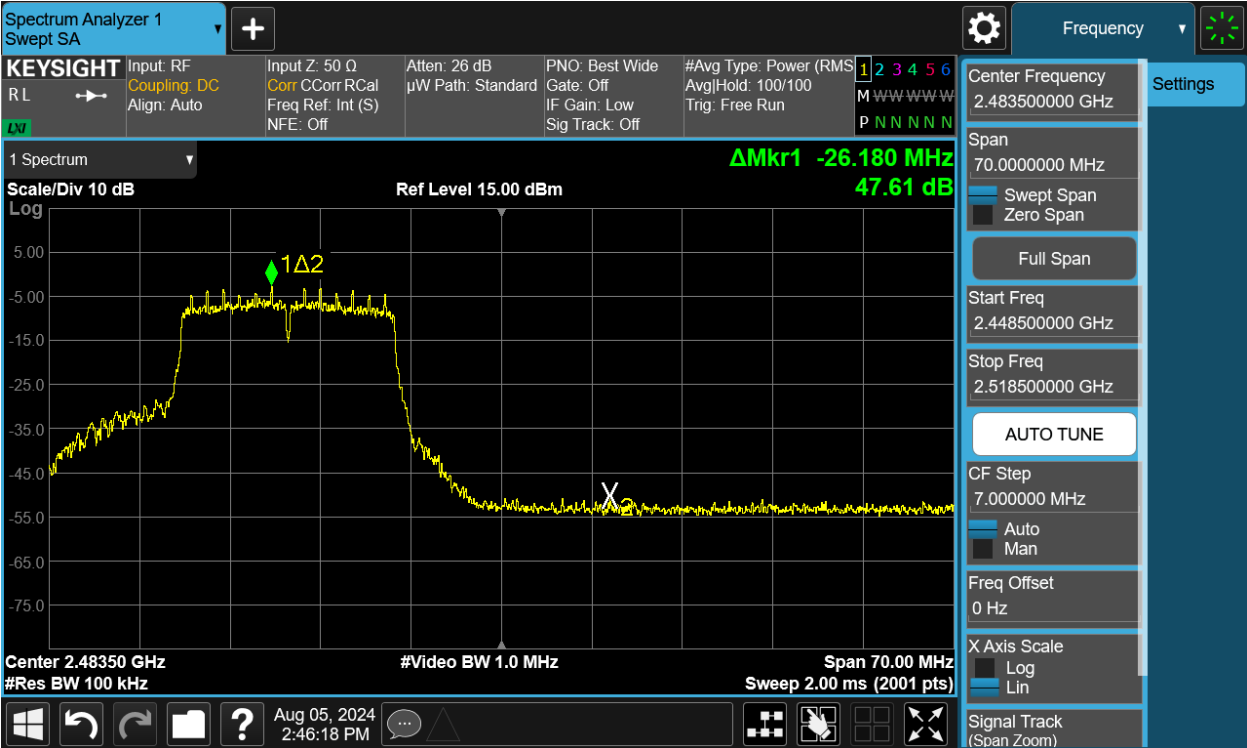 Spectrum Analyzer 1
Swept SA
Frequency
KEYSIGHT
R L
LXI
Input: RF
Coupling: DC
Align: Auto
Input Z: 50 Ω
Corr CCorr RCal
Freq Ref: Int (S)
NFE: Off
Atten: 26 dB
µW Path: Standard
PNO: Best Wide
Gate: Off
IF Gain: Low
Sig Track: Off
#Avg Type: Power (RMS
Avg|Hold: 100/100
Trig: Free Run
1 2 3 4 5 6
M W W W W W
P N N N N N N
1 Spectrum
Scale/Div 10 dB
Log
Ref Level 15.00 dBm
ΔMkr1 -26.180 MHz
47.61 dB
1Δ2
5.00
-5.00
-15.0
-25.0
-35.0
-45.0
X2
-55.0
-65.0
-75.0
Center 2.48350 GHz
#Video BW 1.0 MHz
Span 70.00 MHz
#Res BW 100 kHz
Sweep 2.00 ms (2001 pts)
Center Frequency
2.483500000 GHz
Span
70.0000000 MHz
Swept Span
Zero Span
Full Span
Start Freq
2.448500000 GHz
Stop Freq
2.518500000 GHz
AUTO TUNE
CF Step
7.000000 MHz
Auto
Man
Freq Offset
0 Hz
X Axis Scale
Log
Lin
Signal Track
(Span Zoom)
Settings
?
Aug 05, 2024
2:46:18 PM